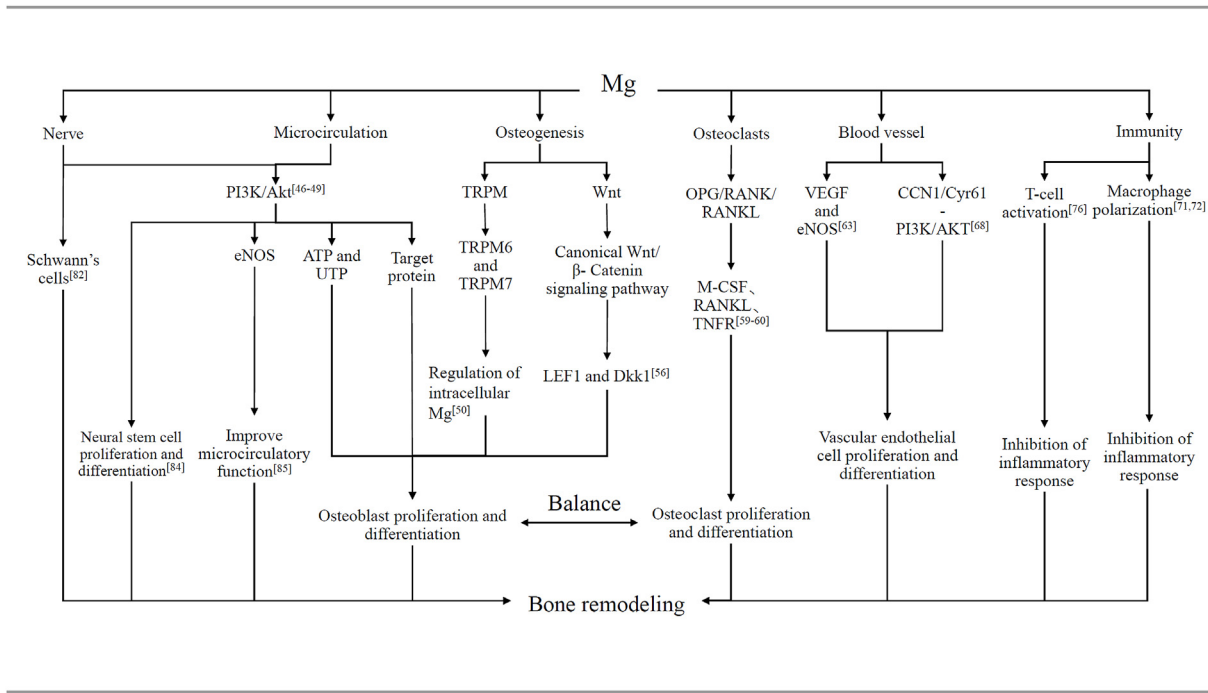 Mg
Nerve
Microcirculation
Osteogenesis
Osteoclasts
Blood vessel
Immunity
PI3K/Akt[46-49]
TRPM
Wnt
OPG/RANK/
RANKL
VEGF
and
eNOS[63]
CCN1/Cyr61
-
PI3K/AKT[68]
T-cell
activation[76]
Macrophage
polarization[71,72]
Schwann's
cells[82]
eNOS
ATP and
UTP
Target
protein
TRPM6
and
TRPM7
Canonical Wnt/
β- Catenin
signaling pathway
M-CSF、
RANKL、
TNFR[59-60]
Regulation of
intracellular
Mg[50]
LEF1 and Dkk1[56]
Neural stem cell
proliferation and
differentiation[84]
Improve
microcirculatory
function[85]
Vascular endothelial
cell proliferation and
differentiation
Inhibition of
inflammatory
response
Inhibition of
inflammatory
response
Osteoblast proliferation and
differentiation
Balance
Osteoclast proliferation
and differentiation
Bone remodeling